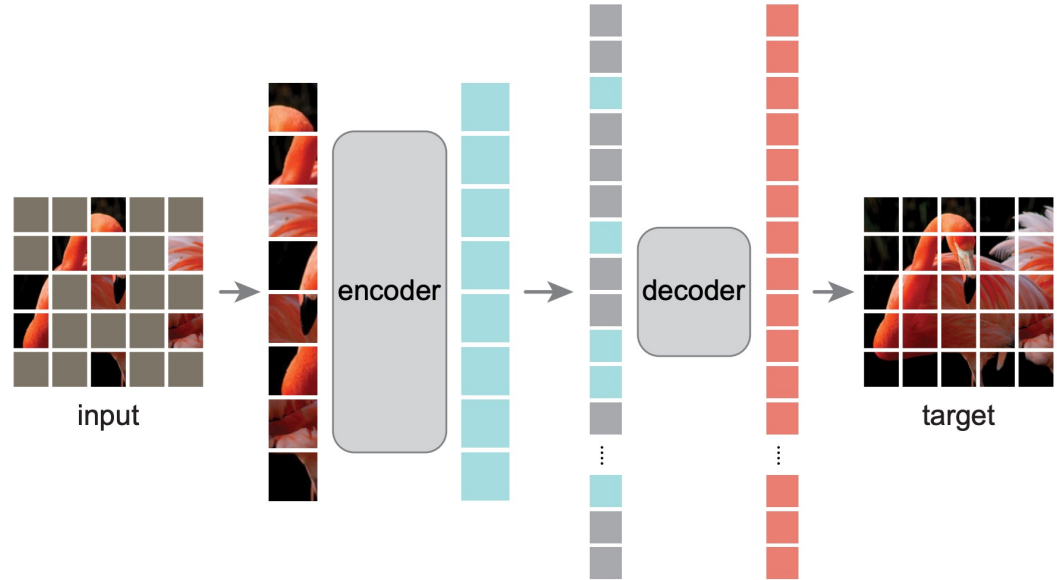 input
encoder
decoder
target